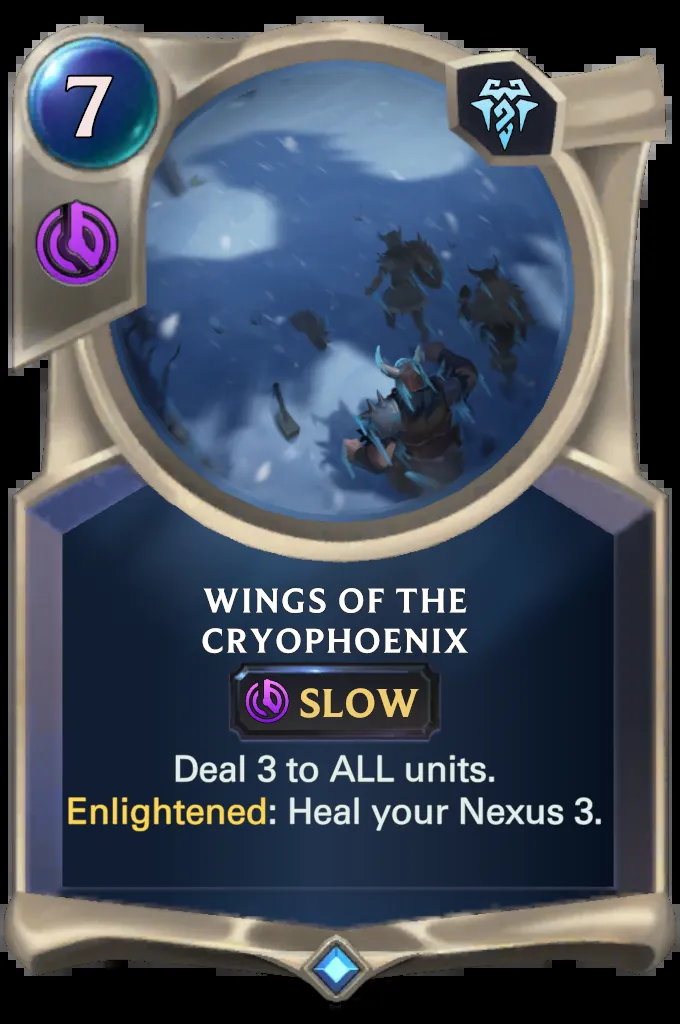 7
WINGS OF THE
CRYOPHOENIX
SLOW
Deal 3 to ALL units.
Enlightened: Heal your Nexus 3.